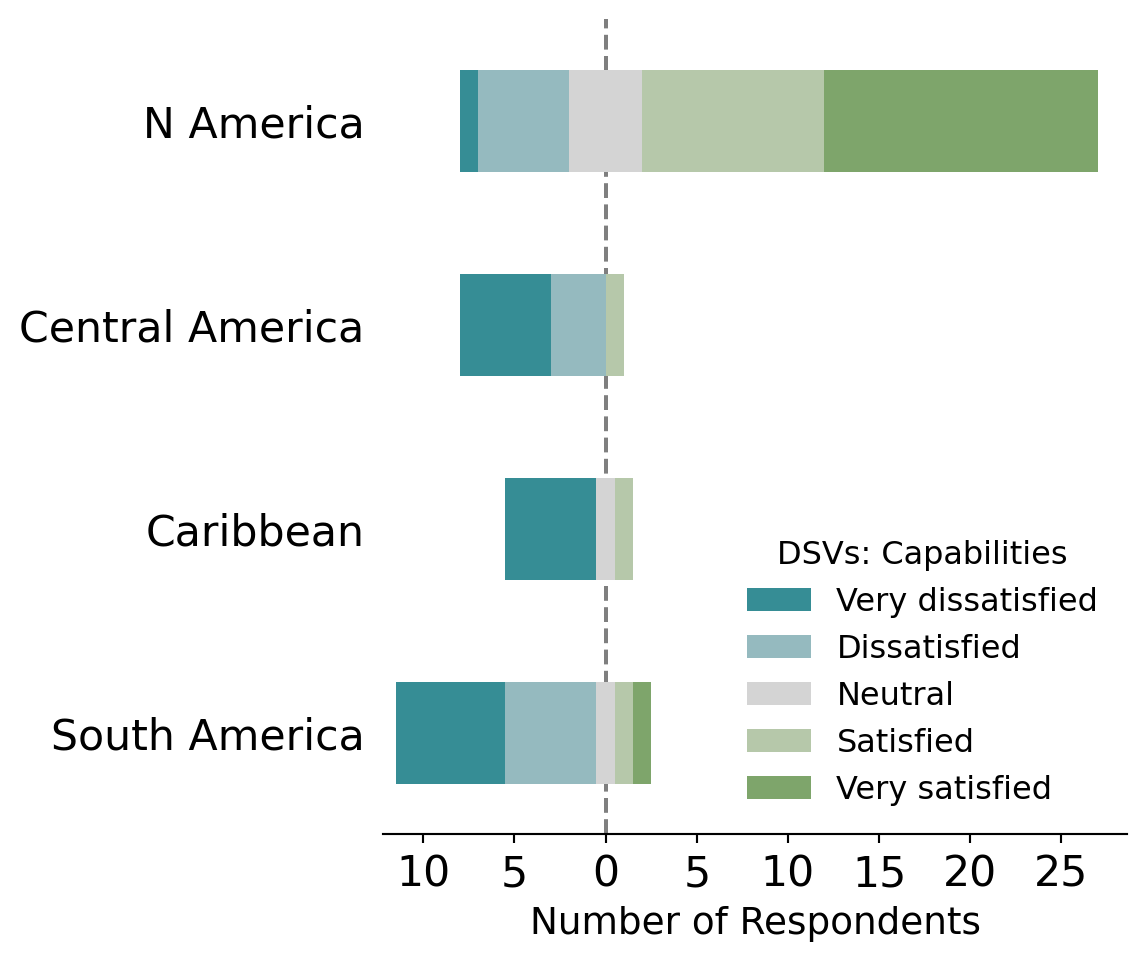 N America
Central America
Caribbean
South America
DSVs: Capabilities
Very dissatisfied
Dissatisfied
Neutral
Satisfied
Very satisfied
10 5 0 5 10 15 20 25
Number of Respondents